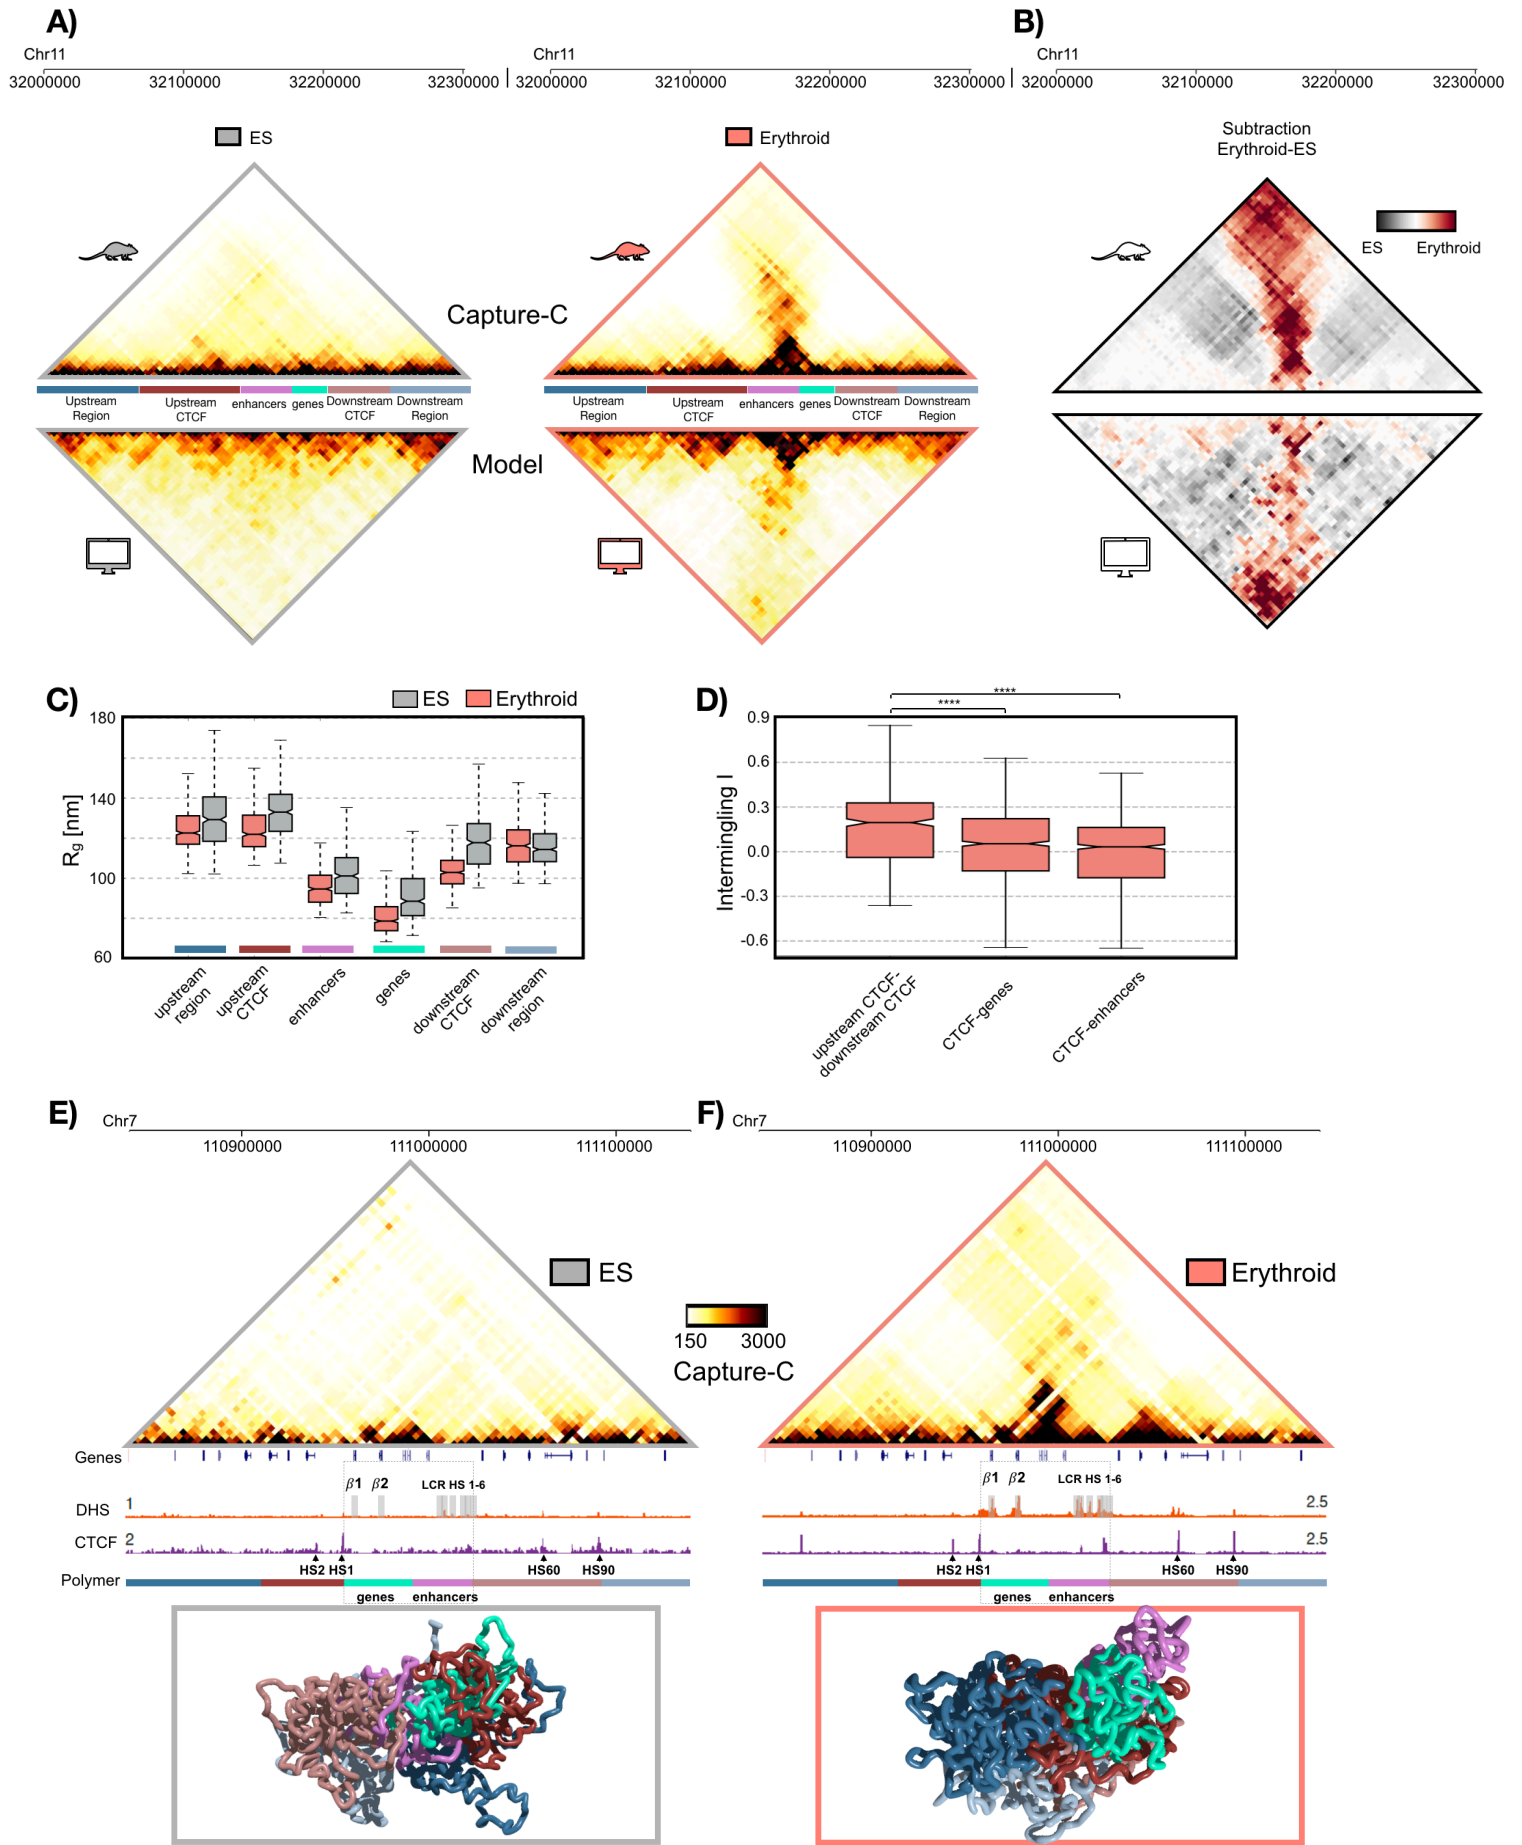 A)
B)
Chr11
Chr11
Chr11
32000000 32100000 32200000 32300000
32000000 32100000 32200000 32300000
32000000 32100000 32200000 32300000
ES
Erythroid
Subtraction
Erythroid-ES
ES Erythroid
Capture-C
Upstream
Region
Upstream
CTCF
enhancers
genes
Downstream
CTCF
Downstream
Region
Upstream
Region
Upstream
CTCF
enhancers
genes
Downstream
CTCF
Downstream
Region
Model
C)
ES Erythroid
180
140
100
60
Rg [nm]
upstream
region
upstream
CTCF
enhancers
genes
downstream
CTCF
downstream
region
D)
****
****
0.9
0.6
0.3
0.0
-0.3
-0.6
Intermingling I
upstream CTCF-
downstream CTCF
CTCF-genes
CTCF-enhancers
E)
Chr7
110900000 111000000 111100000
ES
150 3000
Capture-C
Genes
β1 β2 LCR HS 1-6
DHS 1
CTCF 2
HS2 HS1 HS60 HS90
Polymer
genes enhancers
F)
Chr7
110900000 111000000 111100000
Erythroid
β1 β2 LCR HS 1-6
2.5
2.5
HS2 HS1 HS60 HS90
genes enhancers